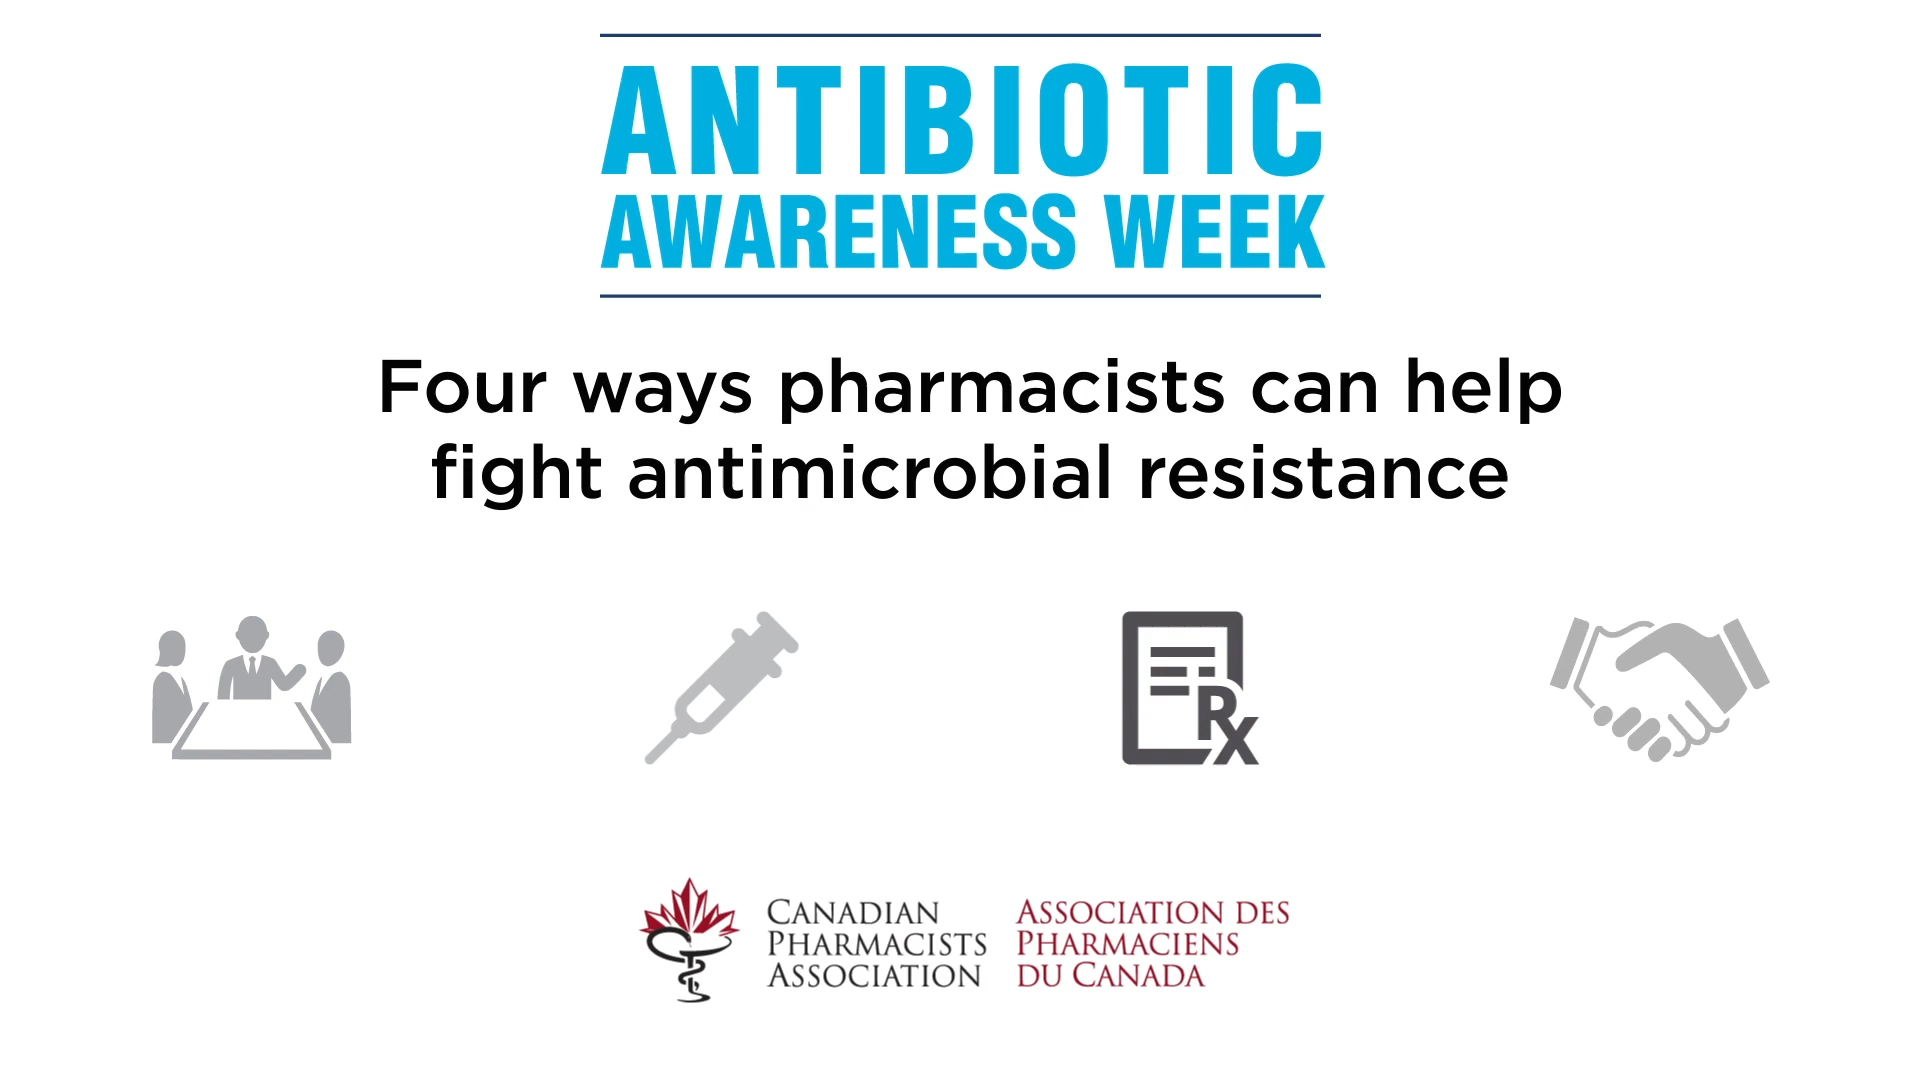 ANTIBIOTIC
AWARENESS WEEK
Four ways pharmacists can help
fight antimicrobial resistance
Rx
CANADIAN
PHARMACISTS
ASSOCIATION
ASSOCIATION DES
PHARMACIENS
DU CANADA